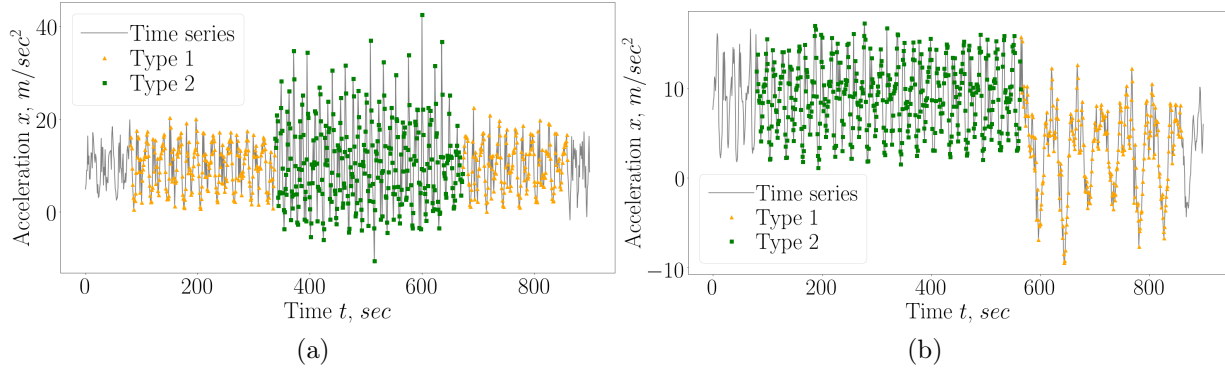 Acceleration x, m/sec²
40
20
0
Time series
Type 1
Type 2
0
200
400
600
800
Time t, sec
(a)
Acceleration x, m/sec²
10
0
−10
Time series
Type 1
Type 2
0
200
400
600
800
Time t, sec
(b)